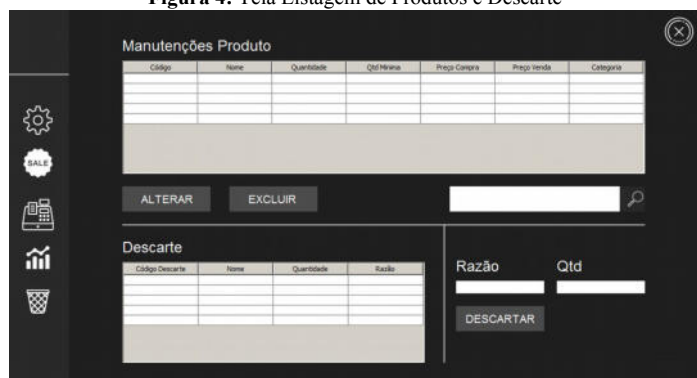 Figura 4: Tela Listagem de Produtos e Descarte
Manutenções Produto
Código Nome Quantidade Qtd Minina Preço Compra Preço Venda Categoria
SALE
ALTERAR EXCLUIR
Descarte
Código Descarte Nome Quantidade Razão
Razão Qtd
DESCARTAR